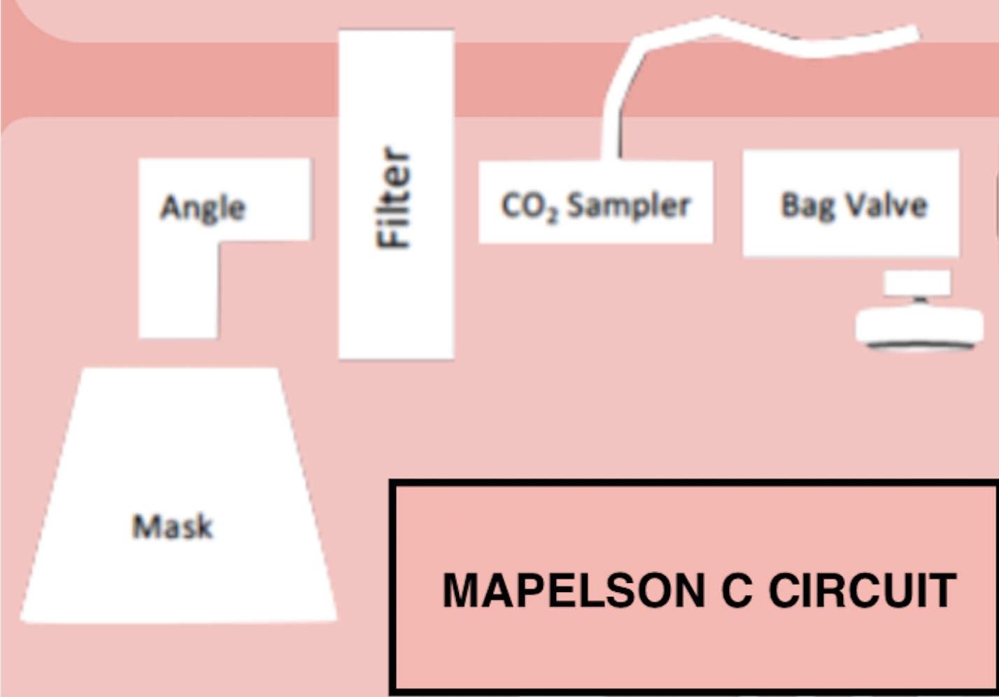 Angle
Filter
CO₂ Sampler
Bag Valve
Mask
MAPELSON C CIRCUIT